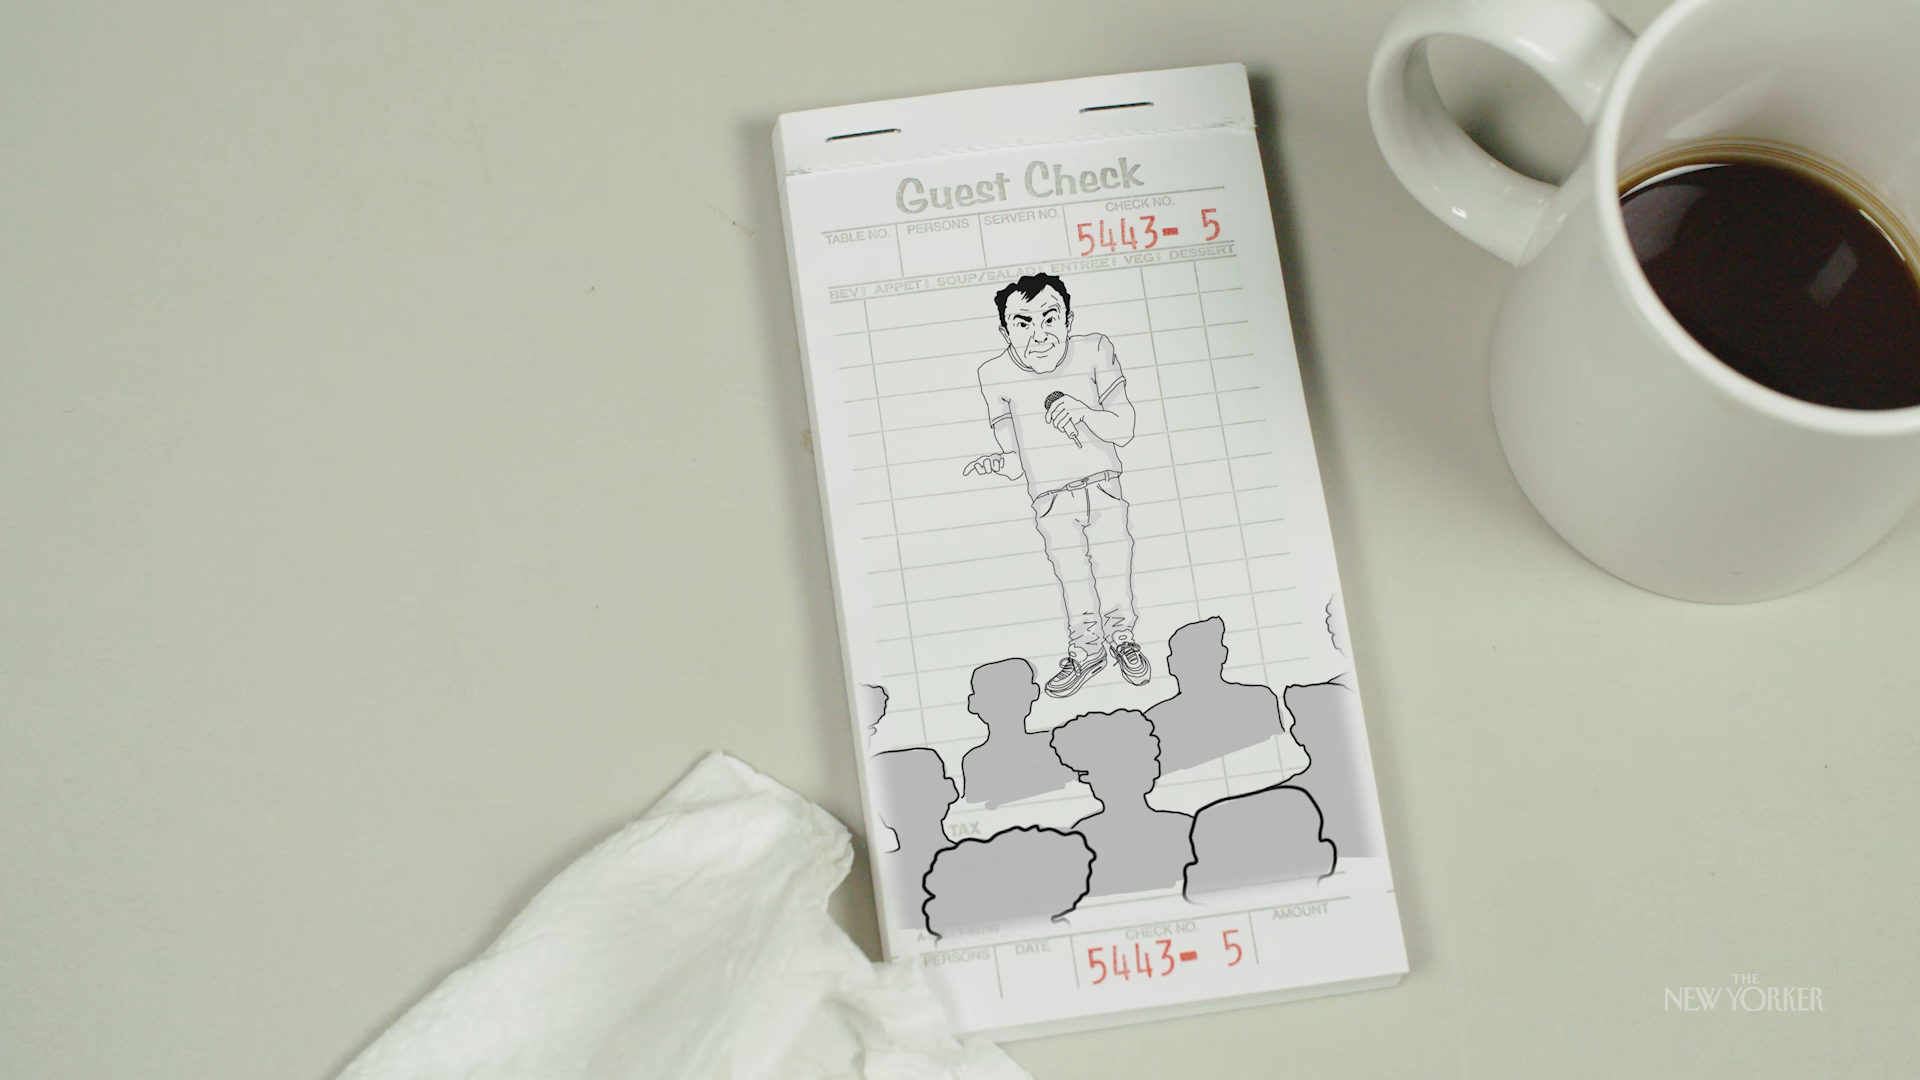 Guest Check
TABLE NO. PERSONS SERVER NO. CHECK NO.
5443- 5
BEV APPET SOUP/SALAD ENTREE VEG DESSERT
TAX
PERSONS DATE CHECK NO. AMOUNT
5443- 5
THE
NEW YORKER